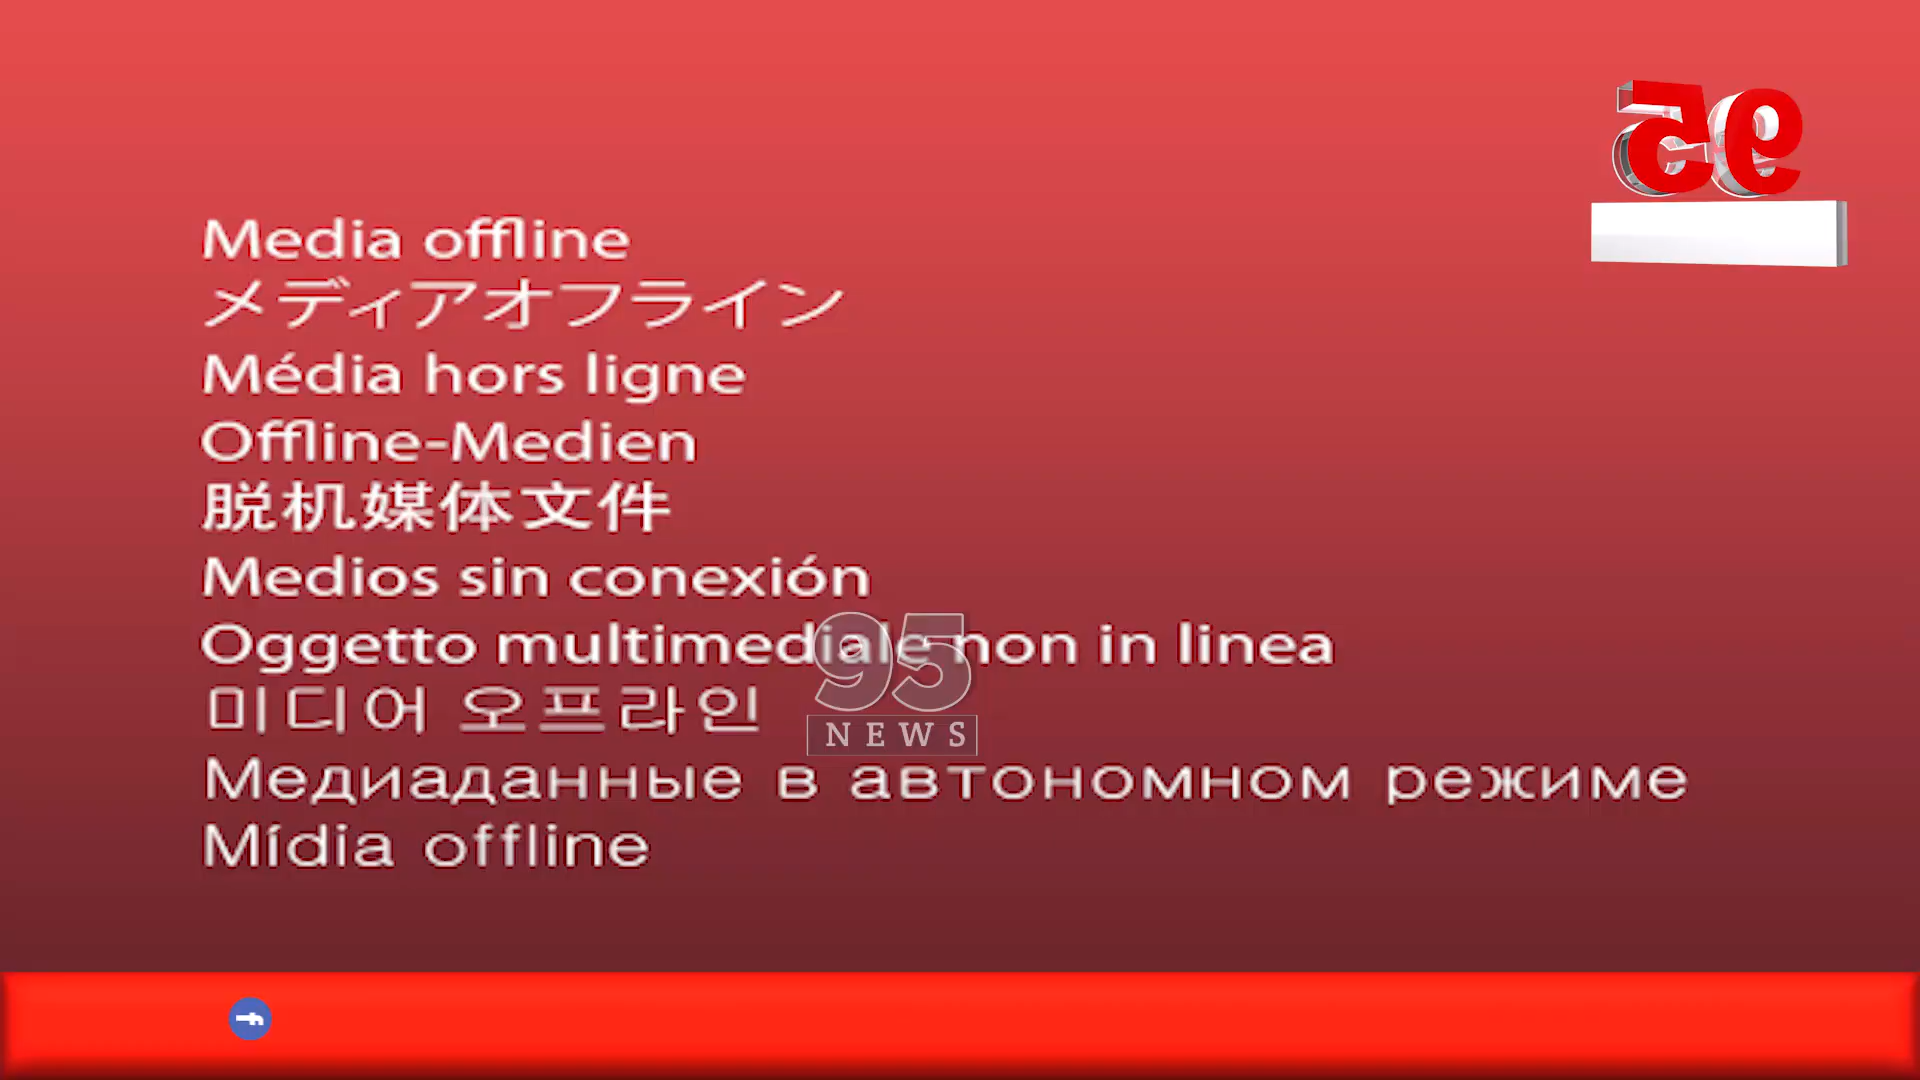 Media offline
メディアオフライン
Média hors ligne
Offline-Medien
脱机媒体文件
Medios sin conexión
Oggetto multimediale non in linea
미디어 오프라인
Медиаданные в автономном режиме
Mídia offline
95
95
NEWS